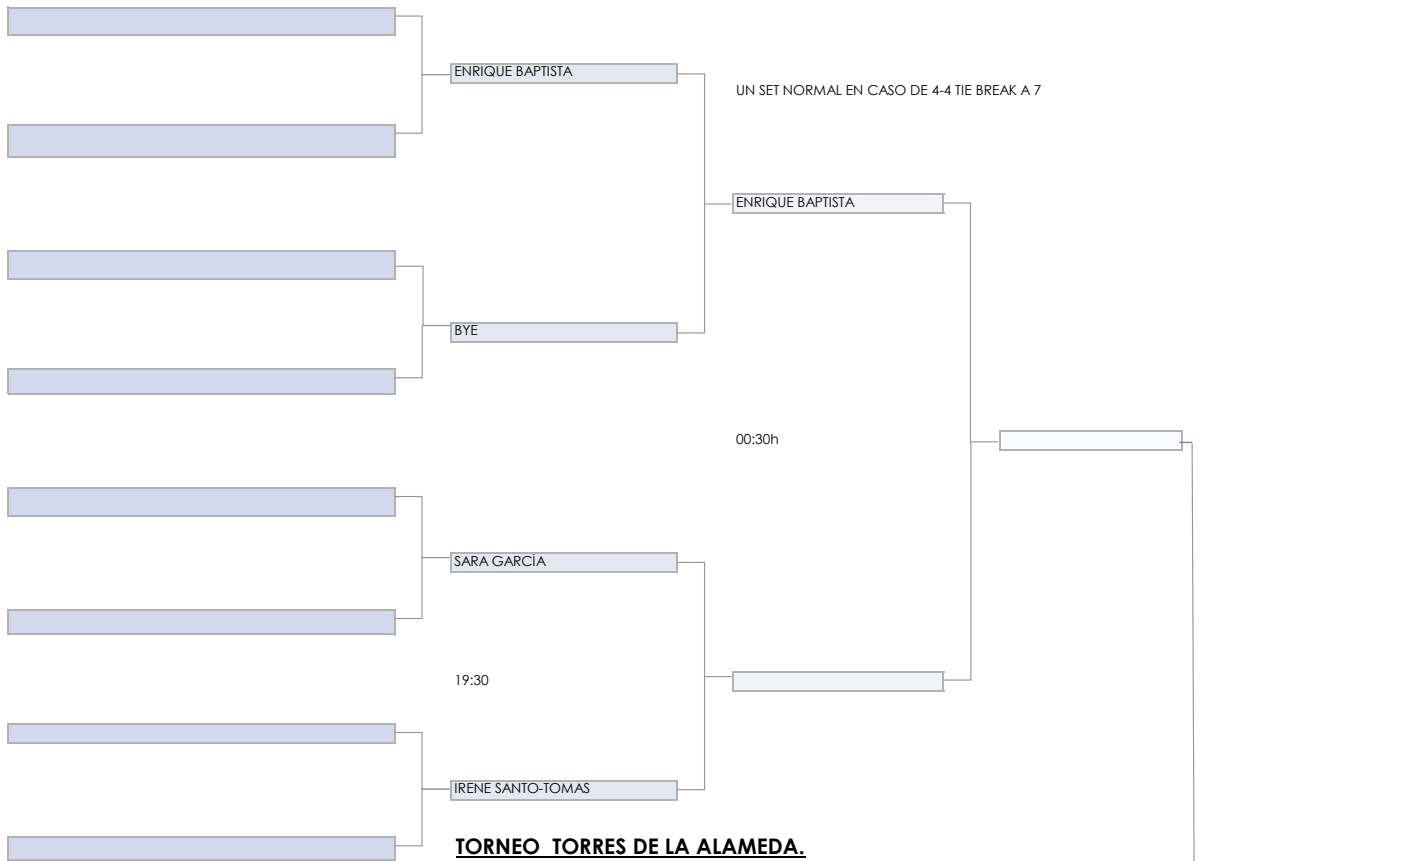 ENRIQUE BAPTISTA
UN SET NORMAL EN CASO DE 4-4 TIE BREAK A 7
ENRIQUE BAPTISTA
BYE
00:30h
SARA GARCÍA
19:30
IRENE SANTO-TOMAS
TORNEO TORRES DE LA ALAMEDA.